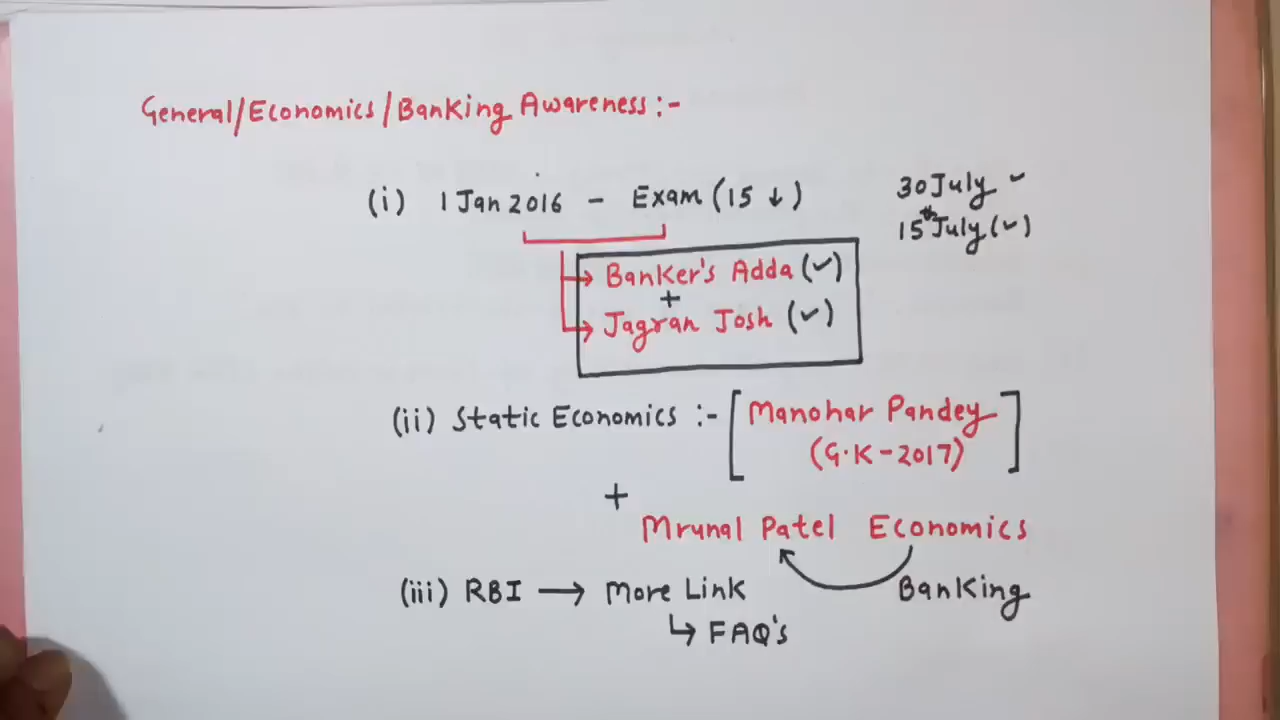 General/Economics/Banking Awareness:-
(i) 1 Jan 2016 - Exam (15 ↓)
30 July ✓
15th July (✓)
→ Banker's Adda (✓)
+
→ Jagran Josh (✓)
(ii) Static Economics :- [Manohar Pandey
(G.K-2017)]
+
Mrunal Patel Economics
(iii) RBI → More Link
Banking
↳ FAQ's